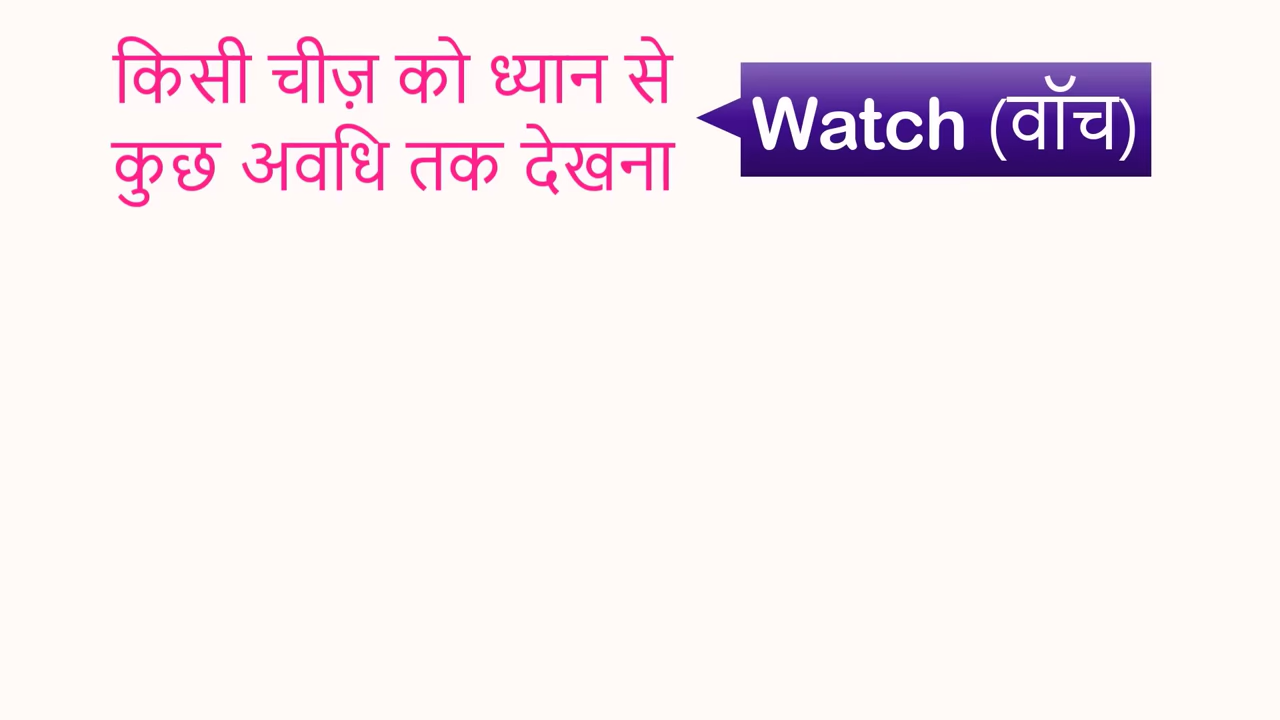 किसी चीज़ को ध्यान से
कुछ अवधि तक देखना
Watch (वॉच)